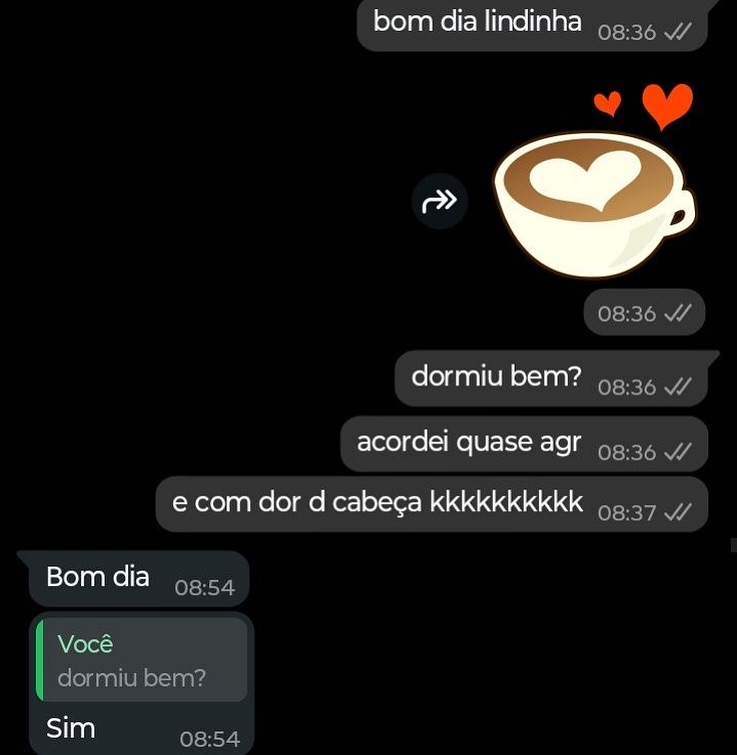 bom dia lindinha 08:36
08:36
dormiu bem? 08:36
acordei quase agr 08:36
e com dor d cabeça kkkkkkkkkk 08:37
Bom dia 08:54
Você
dormiu bem?
Sim 08:54